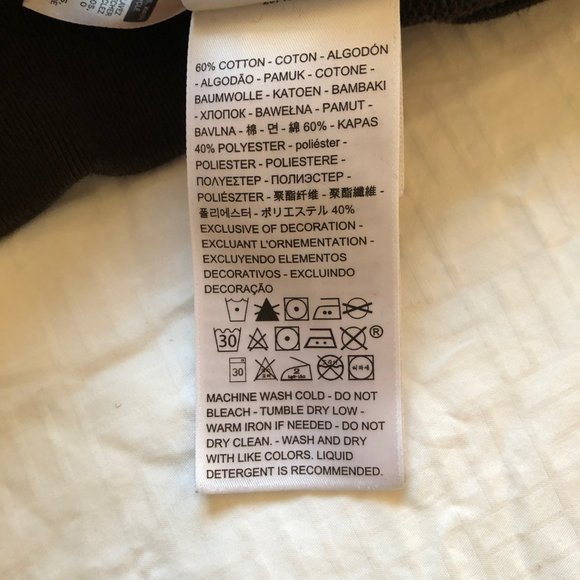 60% COTTON - COTON - ALGODÓN
- ALGODÃO - PAMUK - COTONE -
BAUMWOLLE - KATOEN - BAMBAKI
- ХЛОПОК - BAWEŁNA - PAMUT -
BAVLNA - 棉 - 면 - 綿 60% - KAPAS
40% POLYESTER - poliéster -
POLIESTER - POLIESTERE -
ΠΟΛΥΕΣΤΕΡ - ПОЛИЭСТЕР -
POLIÉSZTER - 聚酯纤维 - 聚酯纖維 -
폴리에스터 - ポリエステル 40%
EXCLUSIVE OF DECORATION -
EXCLUANT L'ORNEMENTATION -
EXCLUYENDO ELEMENTOS
DECORATIVOS - EXCLUINDO
DECORAÇÃO
30 ®
30 2
MACHINE WASH COLD - DO NOT
BLEACH - TUMBLE DRY LOW -
WARM IRON IF NEEDED - DO NOT
DRY CLEAN. - WASH AND DRY
WITH LIKE COLORS. LIQUID
DETERGENT IS RECOMMENDED.